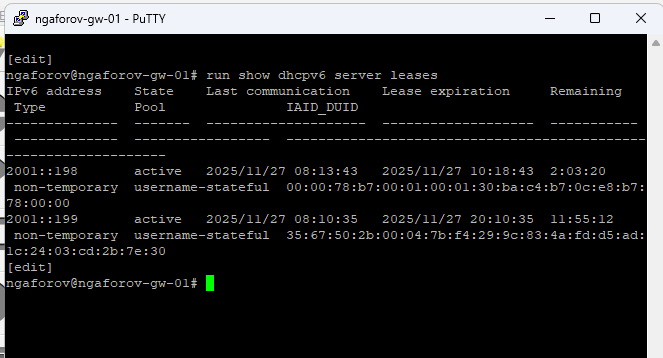 ngaforov-gw-01 - PuTTY
[edit]
ngaforov@ngaforov-gw-01# run show dhcpv6 server leases
IPv6 address    State    Last communication    Lease expiration     Remaining
 Type            Pool                IAID_DUID
 --------------  -------  --------------------  -------------------  -----------
 -------------  -----------------  ---------------------------------------------
--------------------
2001::198       active   2025/11/27 08:13:43   2025/11/27 10:18:43  2:03:20
 non-temporary  username-stateful  00:00:78:b7:00:01:00:01:30:ba:c4:b7:0c:e8:b7:
78:00:00
2001::199       active   2025/11/27 08:10:35   2025/11/27 20:10:35  11:55:12
 non-temporary  username-stateful  35:67:50:2b:00:04:7b:f4:29:9c:83:4a:fd:d5:ad:
1c:24:03:cd:2b:7e:30
[edit]
ngaforov@ngaforov-gw-01#